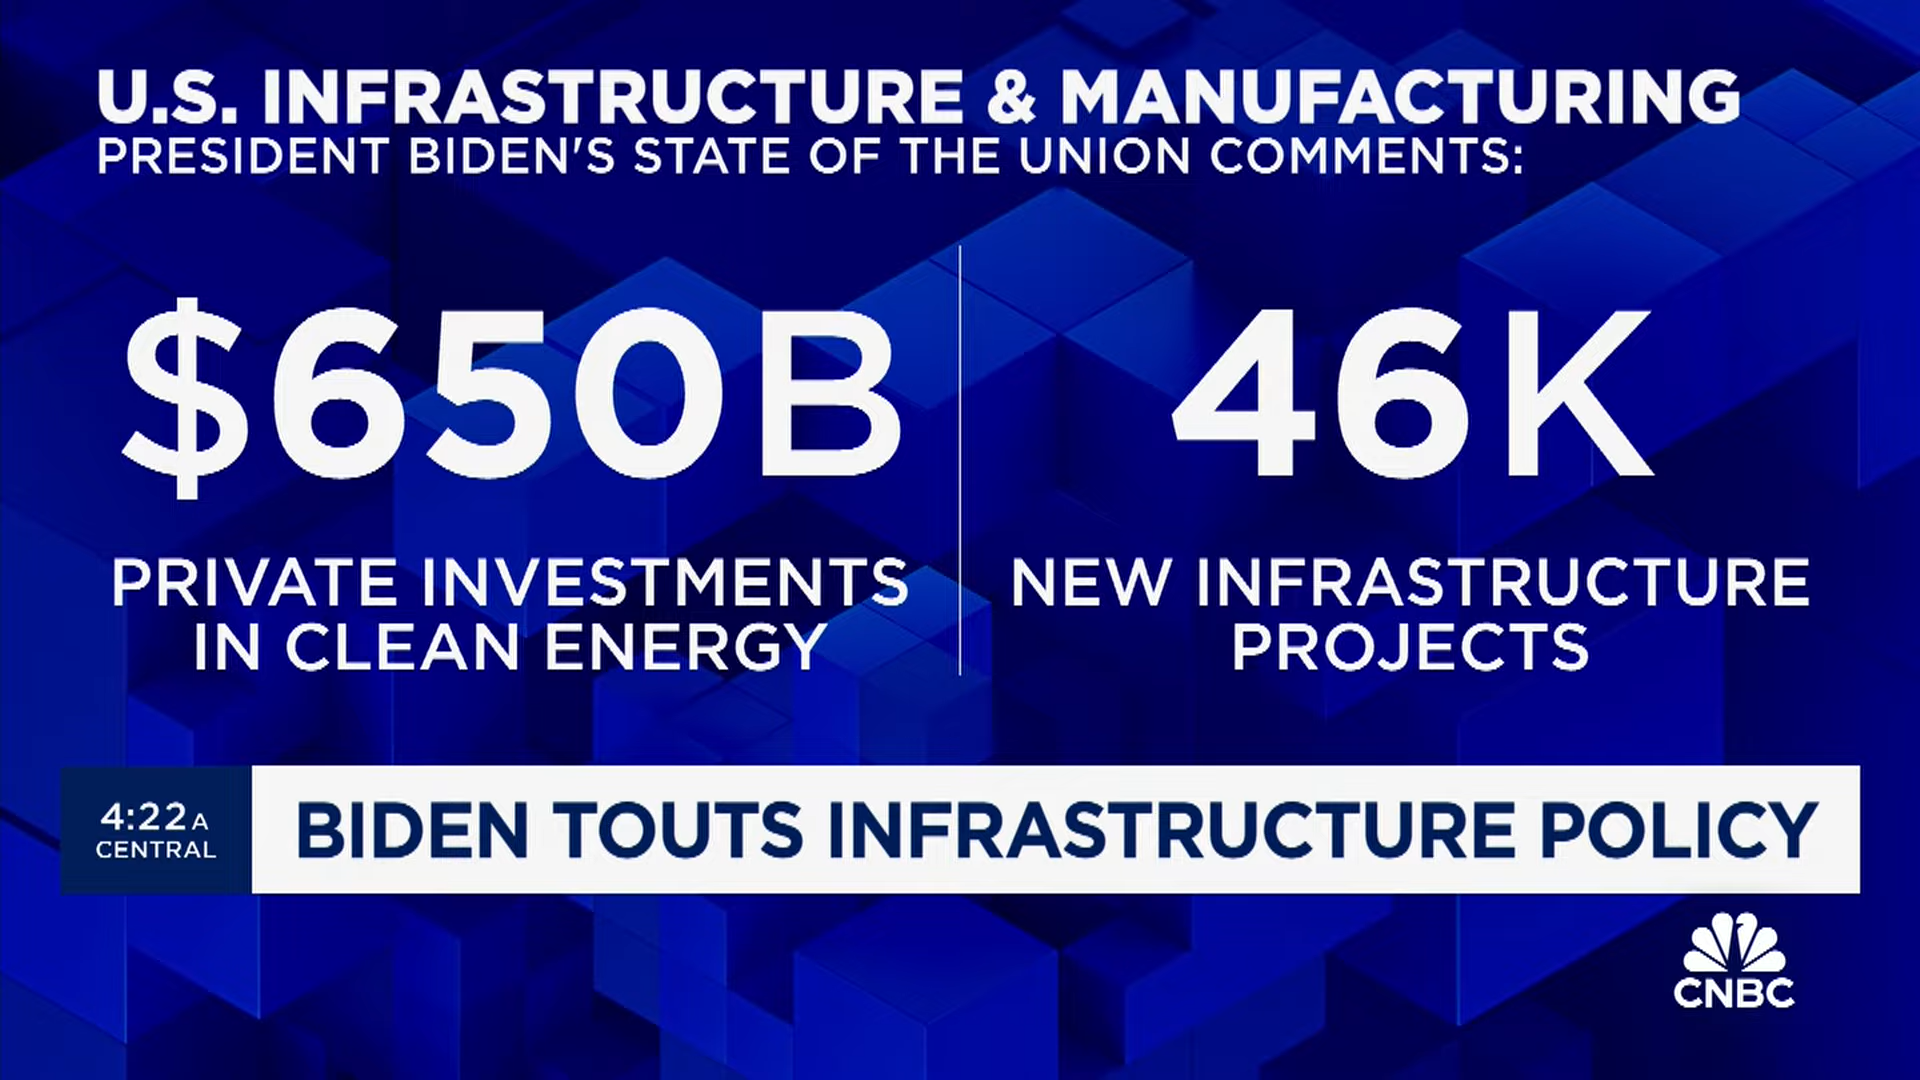 U.S. INFRASTRUCTURE & MANUFACTURING
PRESIDENT BIDEN'S STATE OF THE UNION COMMENTS:
$650B
PRIVATE INVESTMENTS
IN CLEAN ENERGY
46K
NEW INFRASTRUCTURE
PROJECTS
4:22A
CENTRAL
BIDEN TOUTS INFRASTRUCTURE POLICY
CNBC